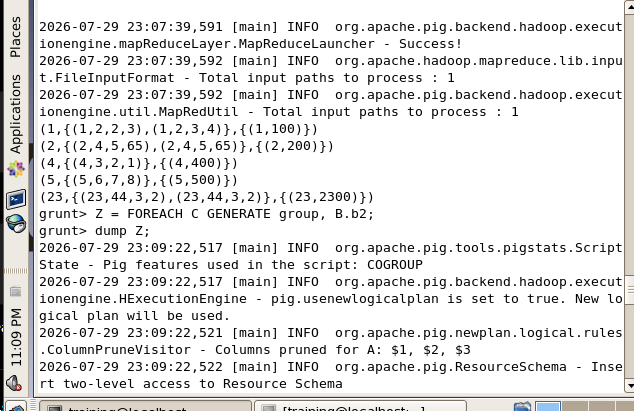 2026-07-29 23:07:39,591 [main] INFO  org.apache.pig.backend.hadoop.execut
ionengine.mapReduceLayer.MapReduceLauncher - Success!
2026-07-29 23:07:39,592 [main] INFO  org.apache.hadoop.mapreduce.lib.inpu
t.FileInputFormat - Total input paths to process : 1
2026-07-29 23:07:39,592 [main] INFO  org.apache.pig.backend.hadoop.execut
ionengine.util.MapRedUtil - Total input paths to process : 1
(1,{(1,2,2,3),(1,2,3,4)},{(1,100)})
(2,{(2,4,5,65),(2,4,5,65)},{(2,200)})
(4,{(4,3,2,1)},{(4,400)})
(5,{(5,6,7,8)},{(5,500)})
(23,{(23,44,3,2),(23,44,3,2)},{(23,2300)})
grunt> Z = FOREACH C GENERATE group, B.b2;
grunt> dump Z;
2026-07-29 23:09:22,517 [main] INFO  org.apache.pig.tools.pigstats.Script
State - Pig features used in the script: COGROUP
2026-07-29 23:09:22,517 [main] INFO  org.apache.pig.backend.hadoop.execut
ionengine.HExecutionEngine - pig.usenewlogicalplan is set to true. New lo
gical plan will be used.
2026-07-29 23:09:22,521 [main] INFO  org.apache.pig.newplan.logical.rules
.ColumnPruneVisitor - Columns pruned for A: $1, $2, $3
2026-07-29 23:09:22,522 [main] INFO  org.apache.pig.ResourceSchema - Inse
rt two-level access to Resource Schema
Applications
Places
11:09 PM
training@localhost:
[training@localhost: